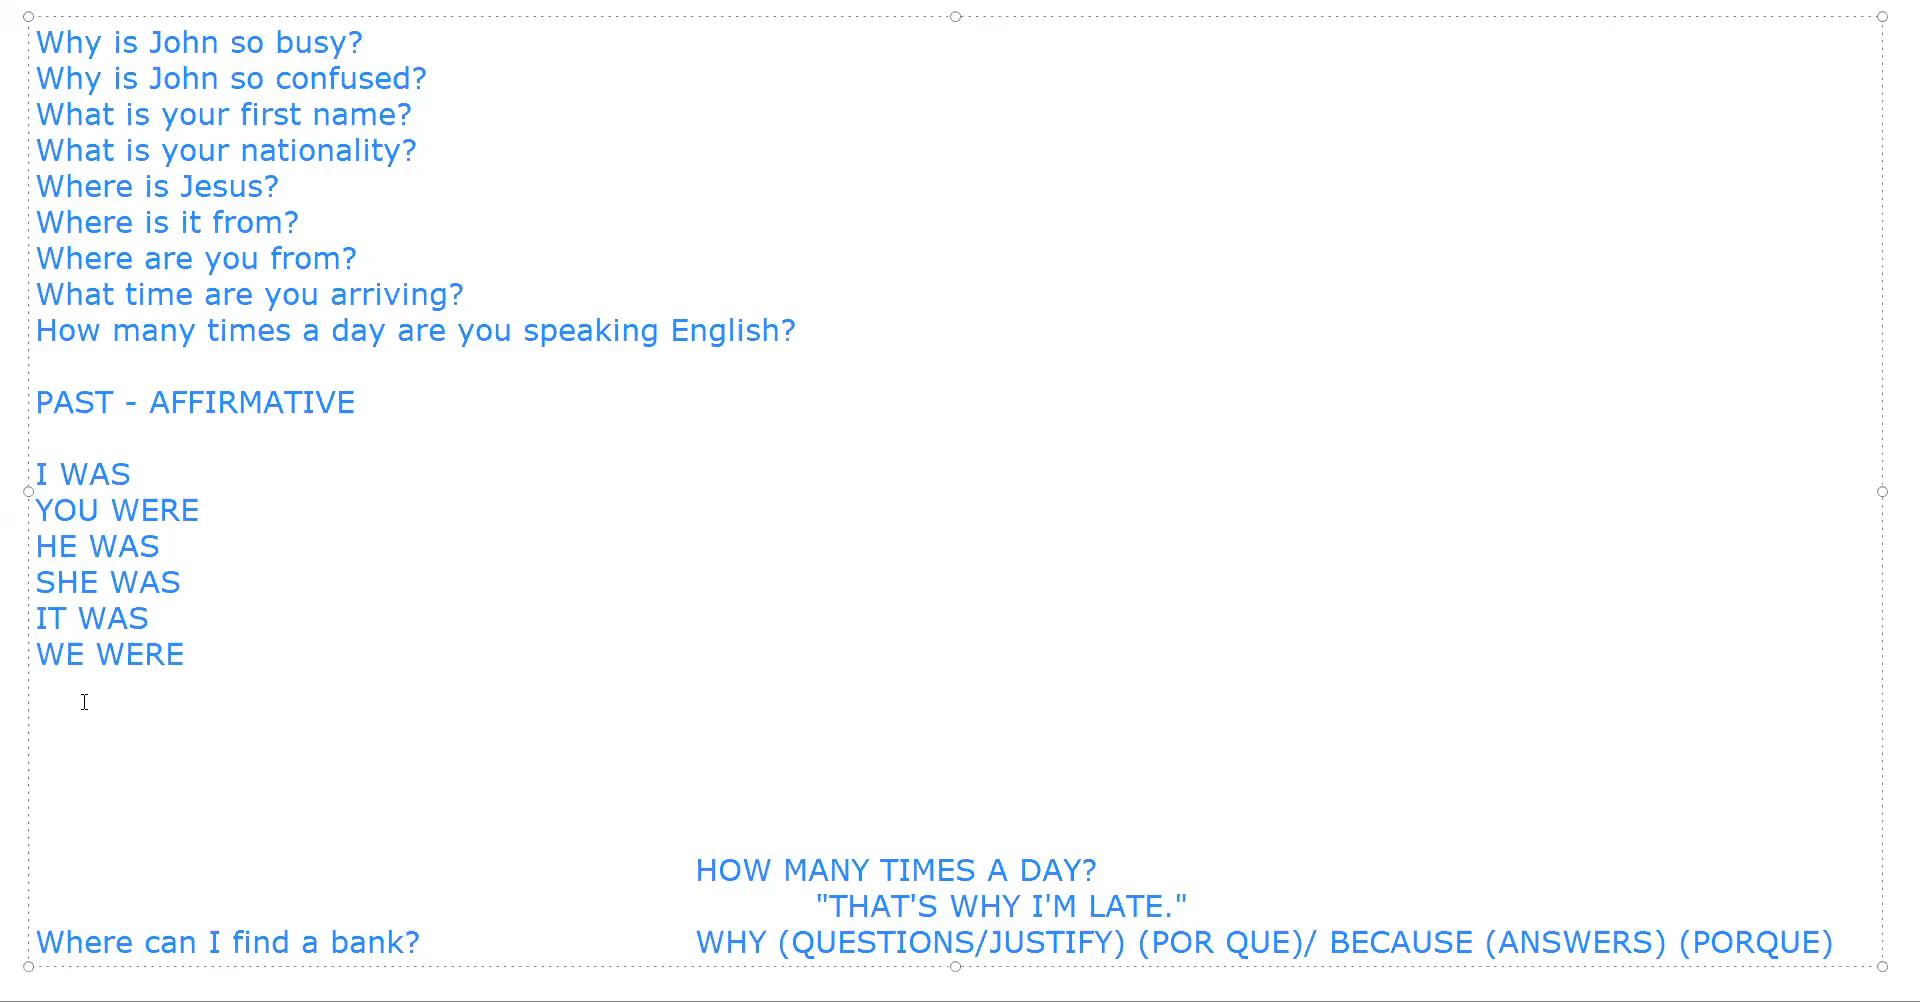 Why is John so busy?
Why is John so confused?
What is your first name?
What is your nationality?
Where is Jesus?
Where is it from?
Where are you from?
What time are you arriving?
How many times a day are you speaking English?
PAST - AFFIRMATIVE
I WAS
YOU WERE
HE WAS
SHE WAS
IT WAS
WE WERE
HOW MANY TIMES A DAY?
"THAT'S WHY I'M LATE."
Where can I find a bank? WHY (QUESTIONS/JUSTIFY) (POR QUE)/ BECAUSE (ANSWERS) (PORQUE)